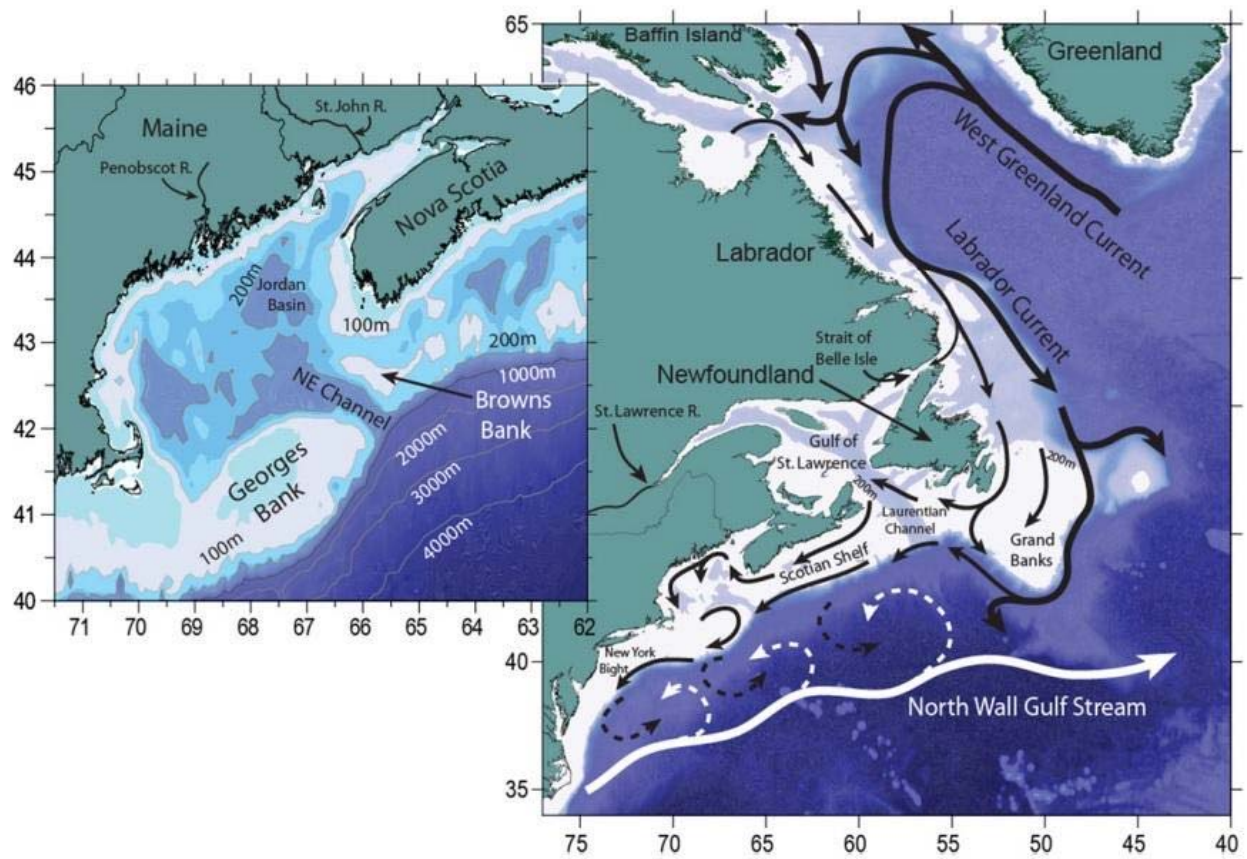 46
45
44
43
42
41
40
71
70
69
68
67
66
65
64
63
62
Maine
St. John R.
Penobscot R.
Nova Scotia
200m
Jordan
Basin
100m
200m
1000m
NE Channel
Browns
Bank
2000m
3000m
4000m
Georges
Bank
100m
65
40
35
75
70
65
60
55
50
45
40
Baffin Island
Greenland
West Greenland Current
Labrador
Labrador Current
Strait of
Belle Isle
Newfoundland
St. Lawrence R.
Gulf of
St. Lawrence
200m
200m
Laurentian
Channel
Grand
Banks
Scotian Shelf
New York
Bight
North Wall Gulf Stream